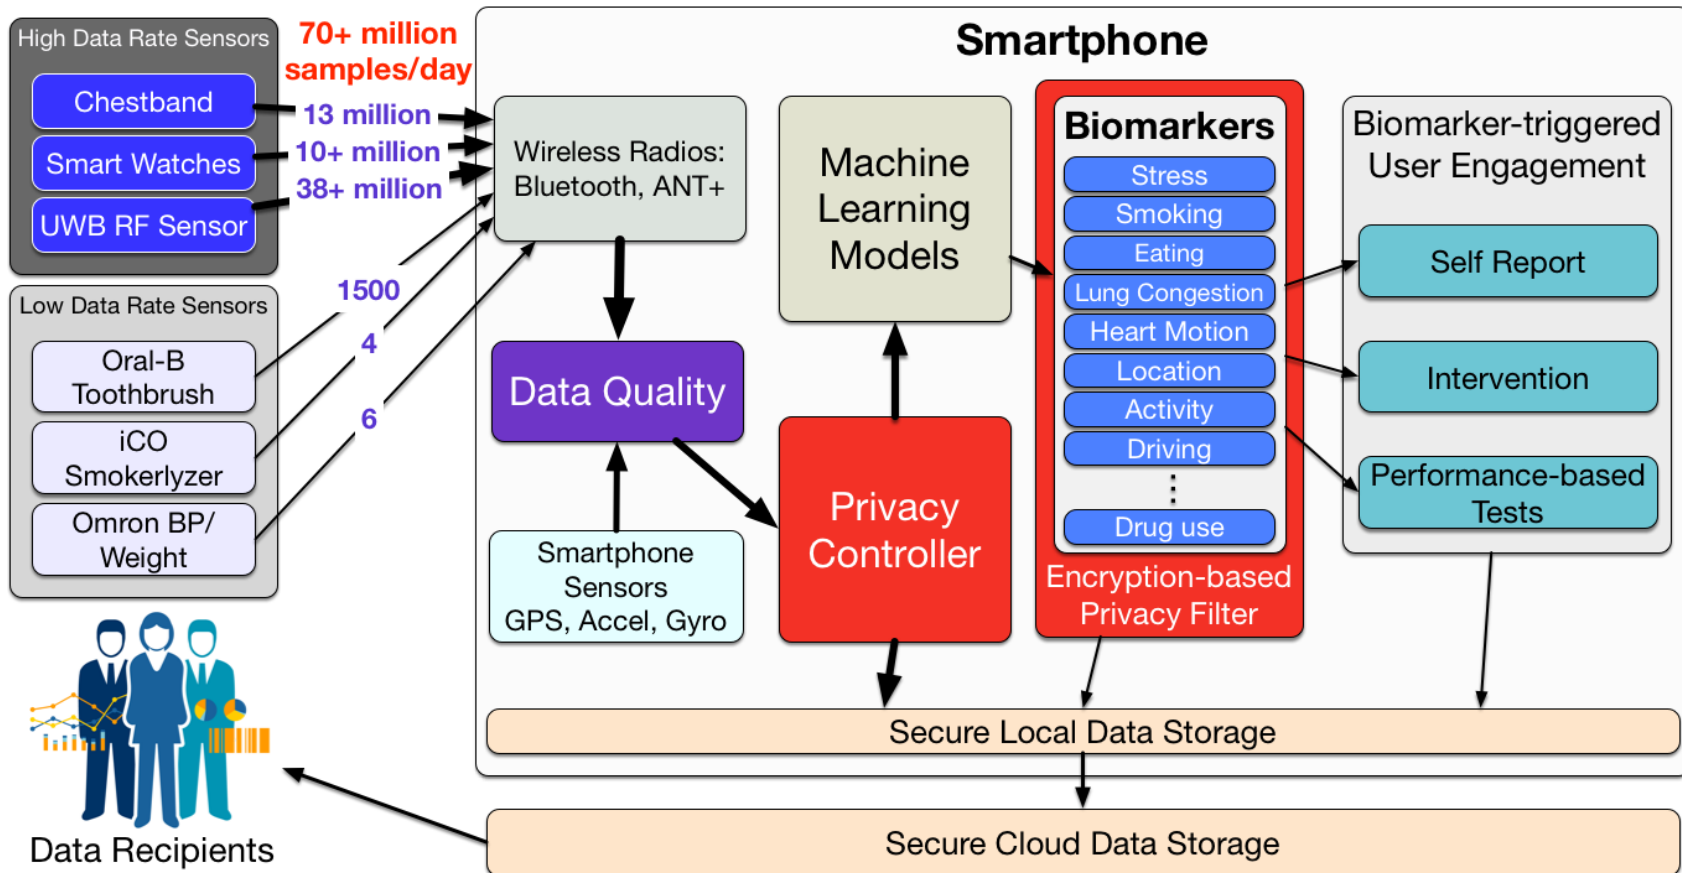 High Data Rate Sensors
Chestband
Smart Watches
UWB RF Sensor
70+ million
samples/day
13 million
10+ million
38+ million
Low Data Rate Sensors
Oral-B
Toothbrush
iCO
Smokerlyzer
Omron BP/
Weight
1500
4
6
Smartphone
Wireless Radios:
Bluetooth, ANT+
Data Quality
Smartphone
Sensors
GPS, Accel, Gyro
Machine
Learning
Models
Privacy
Controller
Biomarkers
Stress
Smoking
Eating
Lung Congestion
Heart Motion
Location
Activity
Driving
⋮
Drug use
Encryption-based
Privacy Filter
Biomarker-triggered
User Engagement
Self Report
Intervention
Performance-based
Tests
Secure Local Data Storage
Secure Cloud Data Storage
Data Recipients